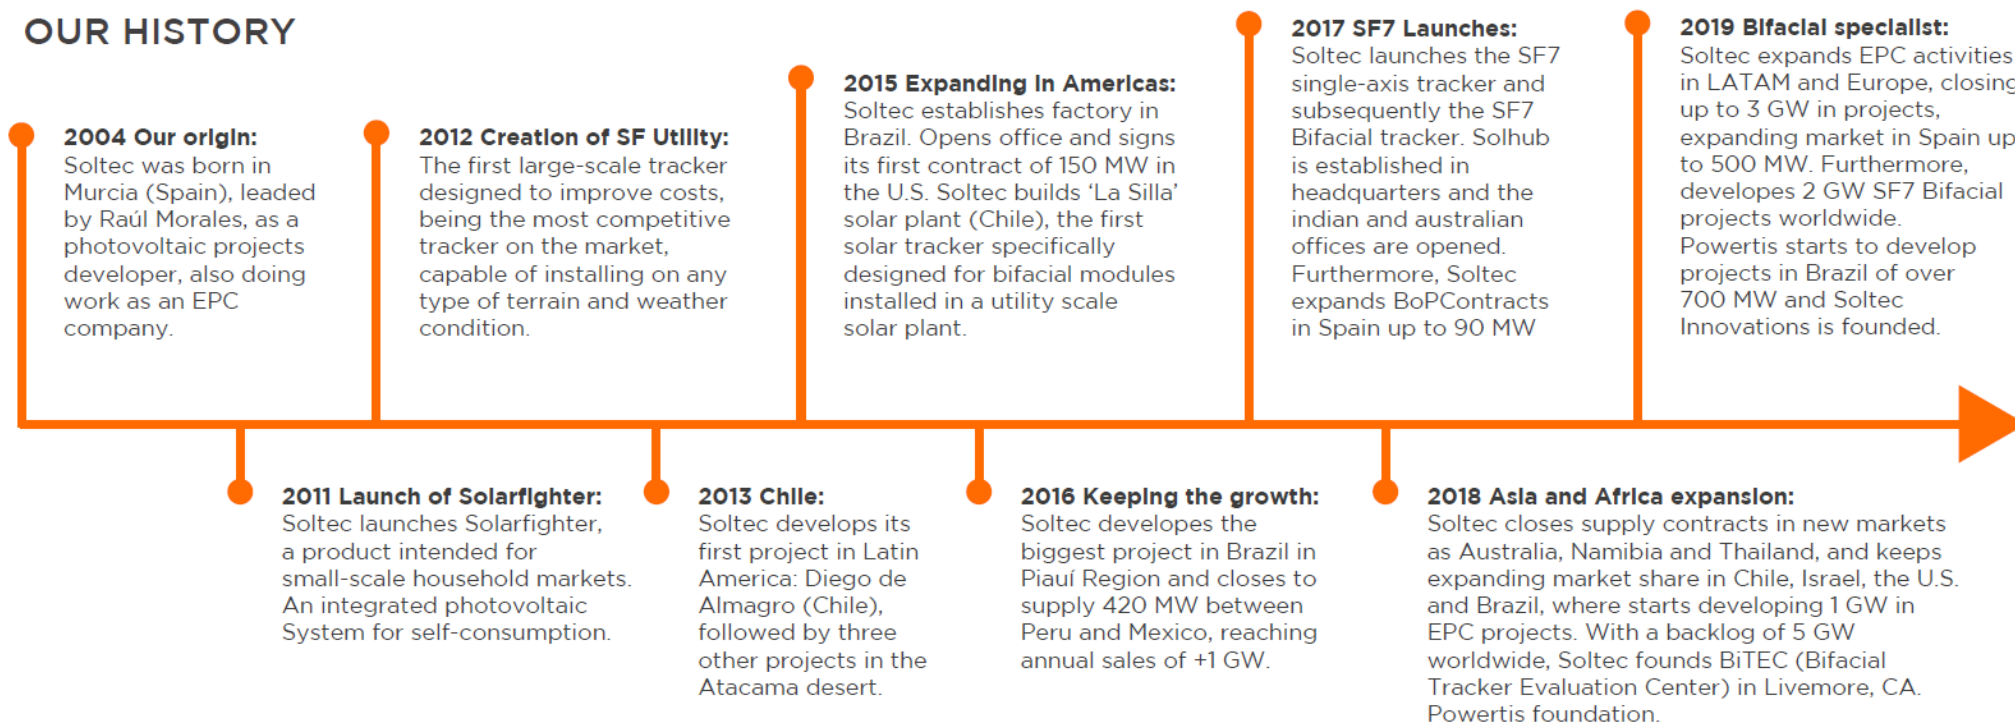 OUR HISTORY
2004 Our origin:
Soltec was born in
Murcia (Spain), leaded
by Raúl Morales, as a
photovoltaic projects
developer, also doing
work as an EPC
company.
2011 Launch of Solarfighter:
Soltec launches Solarfighter,
a product intended for
small-scale household markets.
An integrated photovoltaic
System for self-consumption.
2012 Creation of SF Utility:
The first large-scale tracker
designed to improve costs,
being the most competitive
tracker on the market,
capable of installing on any
type of terrain and weather
condition.
2013 Chile:
Soltec develops its
first project in Latin
America: Diego de
Almagro (Chile),
followed by three
other projects in the
Atacama desert.
2015 Expanding in Americas:
Soltec establishes factory in
Brazil. Opens office and signs
its first contract of 150 MW in
the U.S. Soltec builds ‘La Silla’
solar plant (Chile), the first
solar tracker specifically
designed for bifacial modules
installed in a utility scale
solar plant.
2016 Keeping the growth:
Soltec developes the
biggest project in Brazil in
Piauí Region and closes to
supply 420 MW between
Peru and Mexico, reaching
annual sales of +1 GW.
2017 SF7 Launches:
Soltec launches the SF7
single-axis tracker and
subsequently the SF7
Bifacial tracker. Solhub
is established in
headquarters and the
indian and australian
offices are opened.
Furthermore, Soltec
expands BoPContracts
in Spain up to 90 MW
2018 Asia and Africa expansion:
Soltec closes supply contracts in new markets
as Australia, Namibia and Thailand, and keeps
expanding market share in Chile, Israel, the U.S.
and Brazil, where starts developing 1 GW in
EPC projects. With a backlog of 5 GW
worldwide, Soltec founds BiTEC (Bifacial
Tracker Evaluation Center) in Livemore, CA.
Powertis foundation.
2019 Bifacial specialist:
Soltec expands EPC activities
in LATAM and Europe, closing
up to 3 GW in projects,
expanding market in Spain up
to 500 MW. Furthermore,
developes 2 GW SF7 Bifacial
projects worldwide.
Powertis starts to develop
projects in Brazil of over
700 MW and Soltec
Innovations is founded.